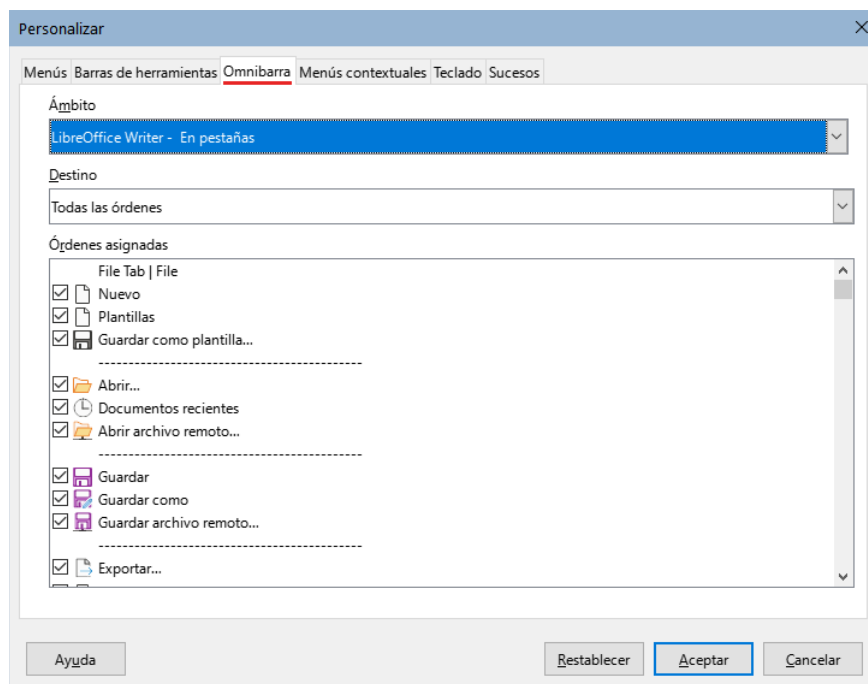 Personalizar
Menús Barras de herramientas Omnibarra Menús contextuales Teclado Sucesos
Ámbito
LibreOffice Writer - En pestañas
Destino
Todas las órdenes
Órdenes asignadas
File Tab | File
Nuevo
Plantillas
Guardar como plantilla...
--------------------------------------------
Abrir...
Documentos recientes
Abrir archivo remoto...
--------------------------------------------
Guardar
Guardar como
Guardar archivo remoto...
--------------------------------------------
Exportar...
Ayuda Restablecer Aceptar Cancelar